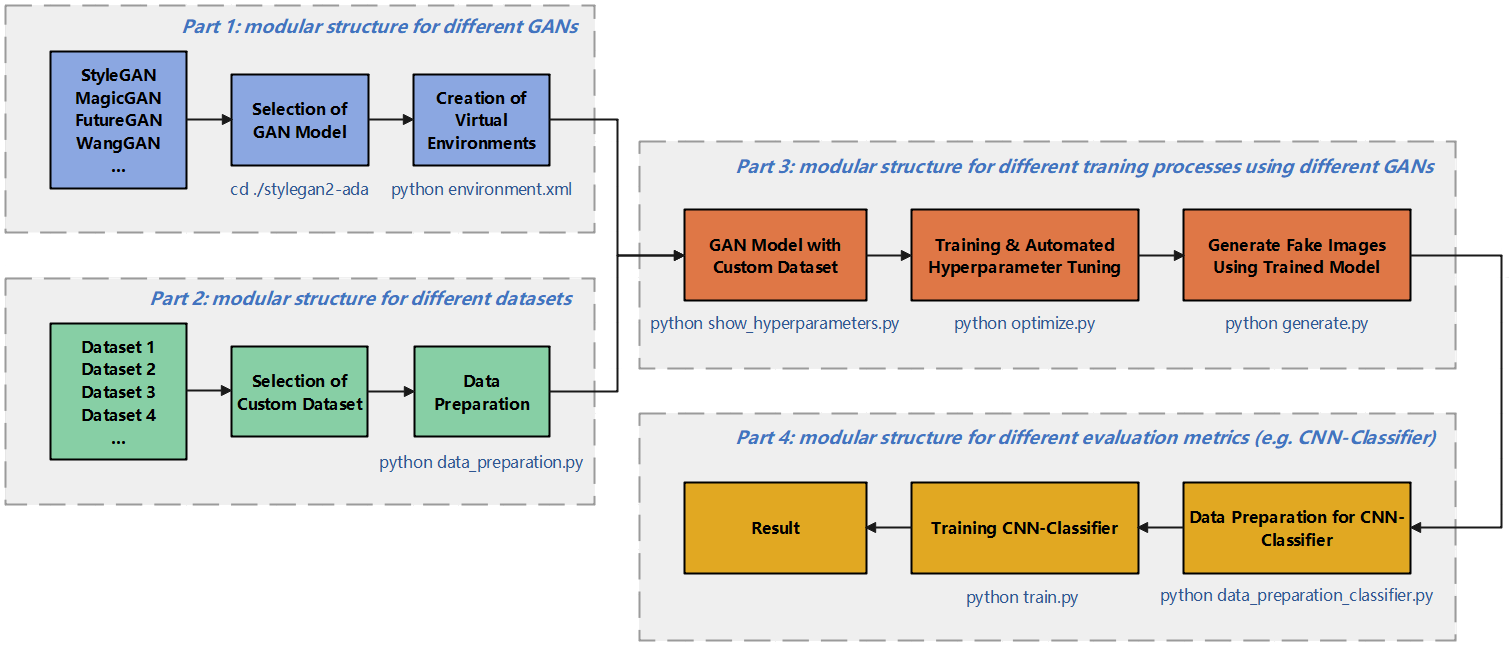 Part 1: modular structure for different GANs
StyleGAN
MagicGAN
FutureGAN
WangGAN
...
Selection of
GAN Model
cd ./stylegan2-ada
Creation of
Virtual
Environments
python environment.xml
Part 2: modular structure for different datasets
Dataset 1
Dataset 2
Dataset 3
Dataset 4
...
Selection of
Custom Dataset
Data
Preparation
python data_preparation.py
Part 3: modular structure for different traning processes using different GANs
GAN Model with
Custom Dataset
python show_hyperparameters.py
Training & Automated
Hyperparameter Tuning
python optimize.py
Generate Fake Images
Using Trained Model
python generate.py
Part 4: modular structure for different evaluation metrics (e.g. CNN-Classifier)
Data Preparation for CNN-
Classifier
python data_preparation_classifier.py
Training CNN-Classifier
python train.py
Result